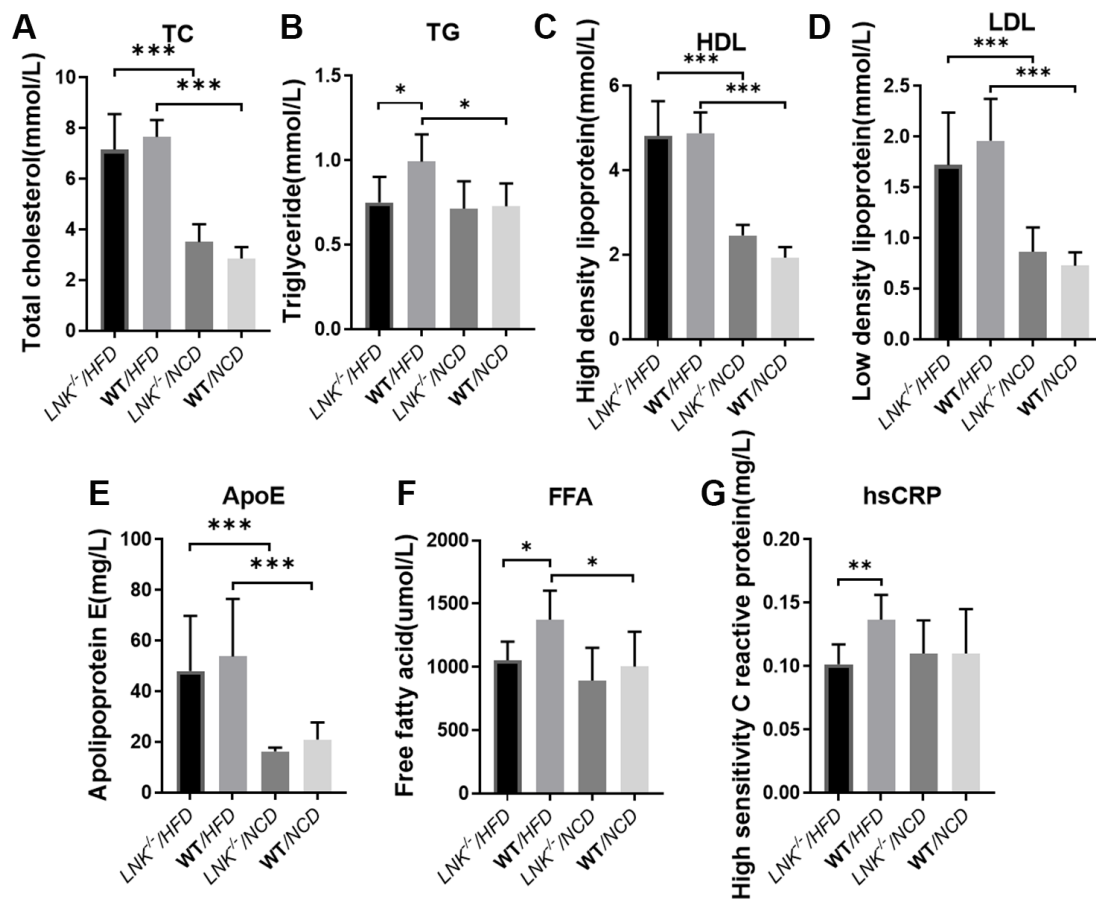 A
TC
***
***
Total cholesterol(mmol/L)
10
8
6
4
2
0
LNK-/-/HFD
WT/HFD
LNK-/-/NCD
WT/NCD
B
TG
*
*
Triglyceride(mmol/L)
1.5
1.0
0.5
0.0
LNK-/-/HFD
WT/HFD
LNK-/-/NCD
WT/NCD
C
HDL
***
***
High density lipoprotein(mmol/L)
6
4
2
0
LNK-/-/HFD
WT/HFD
LNK-/-/NCD
WT/NCD
D
LDL
***
***
Low density lipoprotein(mmol/L)
2.5
2.0
1.5
1.0
0.5
0.0
LNK-/-/HFD
WT/HFD
LNK-/-/NCD
WT/NCD
E
ApoE
***
***
Apolipoprotein E(mg/L)
100
80
60
40
20
0
LNK-/-/HFD
WT/HFD
LNK-/-/NCD
WT/NCD
F
FFA
*
*
Free fatty acid(umol/L)
2000
1500
1000
500
0
LNK-/-/HFD
WT/HFD
LNK-/-/NCD
WT/NCD
G
hsCRP
**
High sensitivity C reactive protein(mg/L)
0.20
0.15
0.10
0.05
0.00
LNK-/-/HFD
WT/HFD
LNK-/-/NCD
WT/NCD